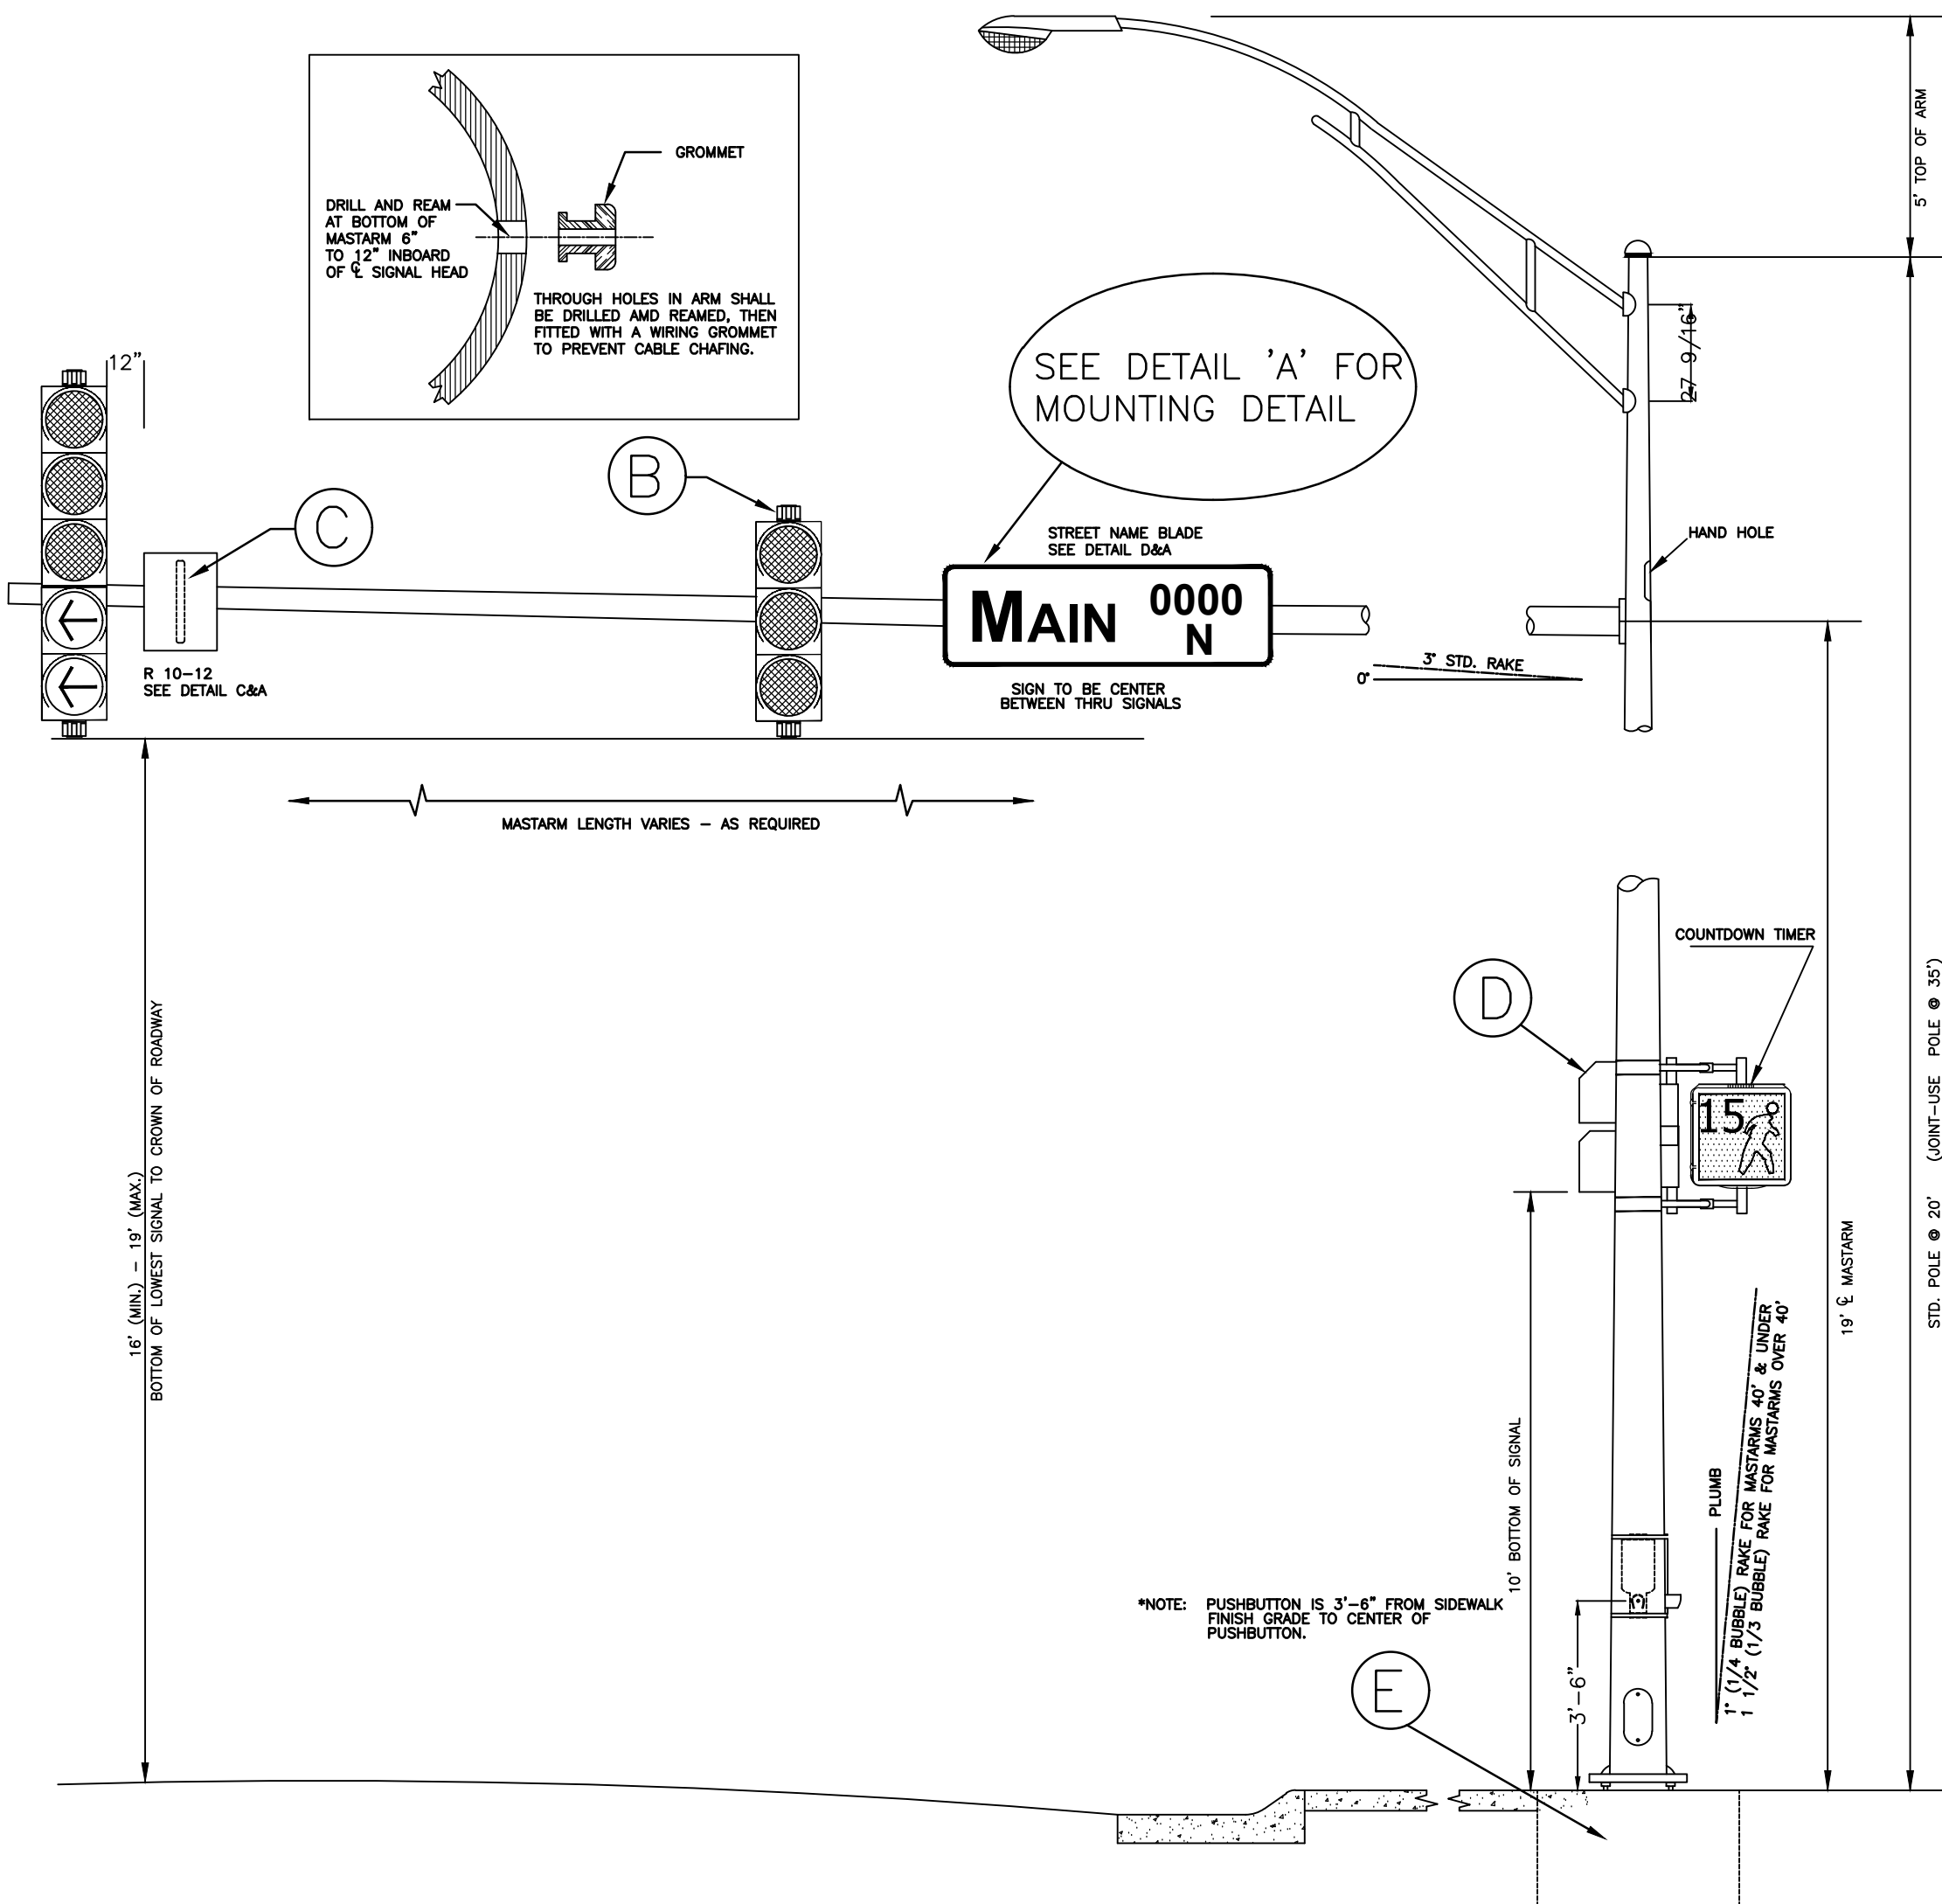 5' TOP OF ARM
GROMMET
DRILL AND REAM
AT BOTTOM OF
MASTARM 6"
TO 12" INBOARD
OF ℄ SIGNAL HEAD
THROUGH HOLES IN ARM SHALL
BE DRILLED AMD REAMED, THEN
FITTED WITH A WIRING GROMMET
TO PREVENT CABLE CHAFING.
27 9/16"
12"
SEE DETAIL 'A' FOR
MOUNTING DETAIL
B
C
STREET NAME BLADE
SEE DETAIL D&A
HAND HOLE
MAIN 0000
N
R 10-12
SEE DETAIL C&A
SIGN TO BE CENTER
BETWEEN THRU SIGNALS
3° STD. RAKE
0°
MASTARM LENGTH VARIES - AS REQUIRED
COUNTDOWN TIMER
D
15
16' (MIN.) - 19' (MAX.)
BOTTOM OF LOWEST SIGNAL TO CROWN OF ROADWAY
STD. POLE @ 20' (JOINT-USE POLE @ 35')
19' ℄ MASTARM
10' BOTTOM OF SIGNAL
PLUMB
1° (1/4 BUBBLE) RAKE FOR MASTARMS 40' & UNDER
1 1/2° (1/3 BUBBLE) RAKE FOR MASTARMS OVER 40'
*NOTE: PUSHBUTTON IS 3'-6" FROM SIDEWALK
FINISH GRADE TO CENTER OF
PUSHBUTTON.
E
3'-6"